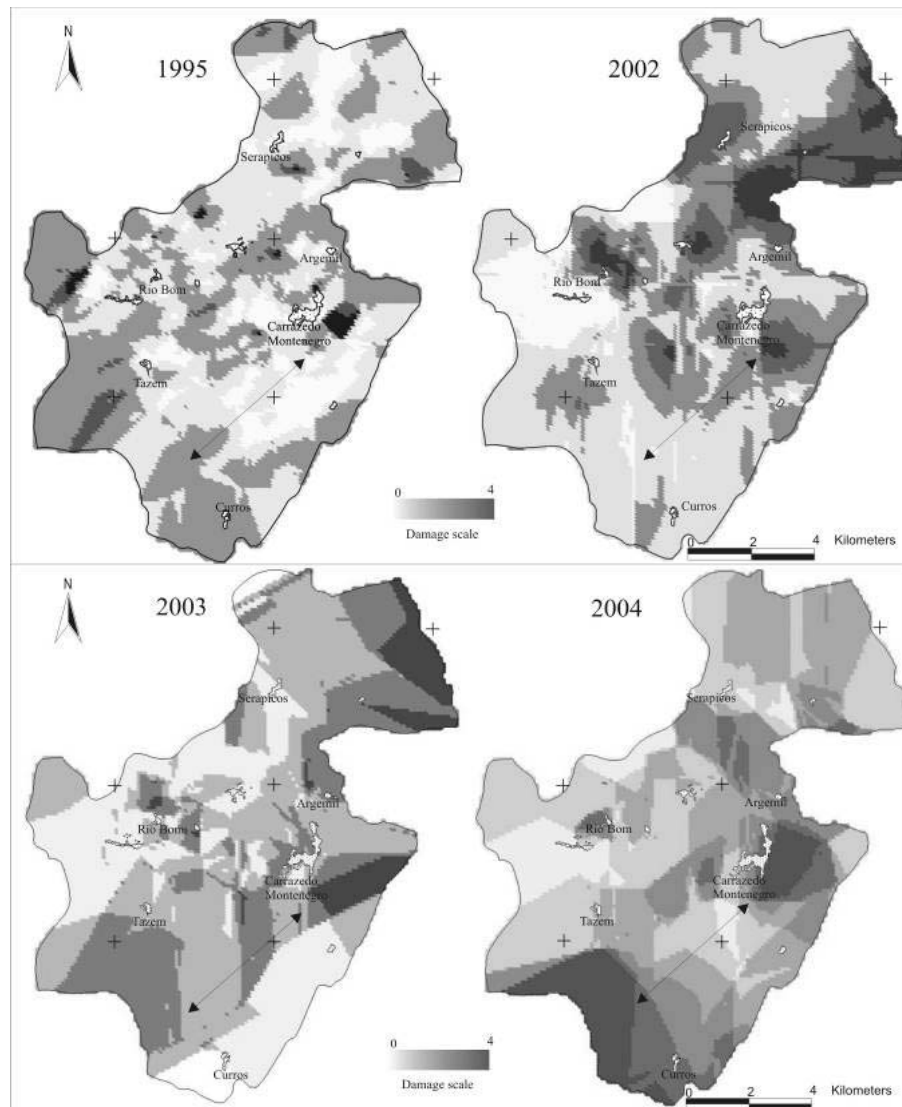 N
1995
2002
Serapicos
Serapicos
Argemil
Argemil
Rio Bom
Rio Bom
Carrazedo
Montenegro
Carrazedo
Montenegro
Tazem
Tazem
Curros
Curros
0 4
Damage scale
0 2 4
Kilometers
N
2003
2004
Serapicos
Serapicos
Argemil
Argemil
Rio Bom
Rio Bom
Carrazedo
Montenegro
Carrazedo
Montenegro
Tazem
Tazem
Curros
Curros
0 4
Damage scale
0 2 4
Kilometers